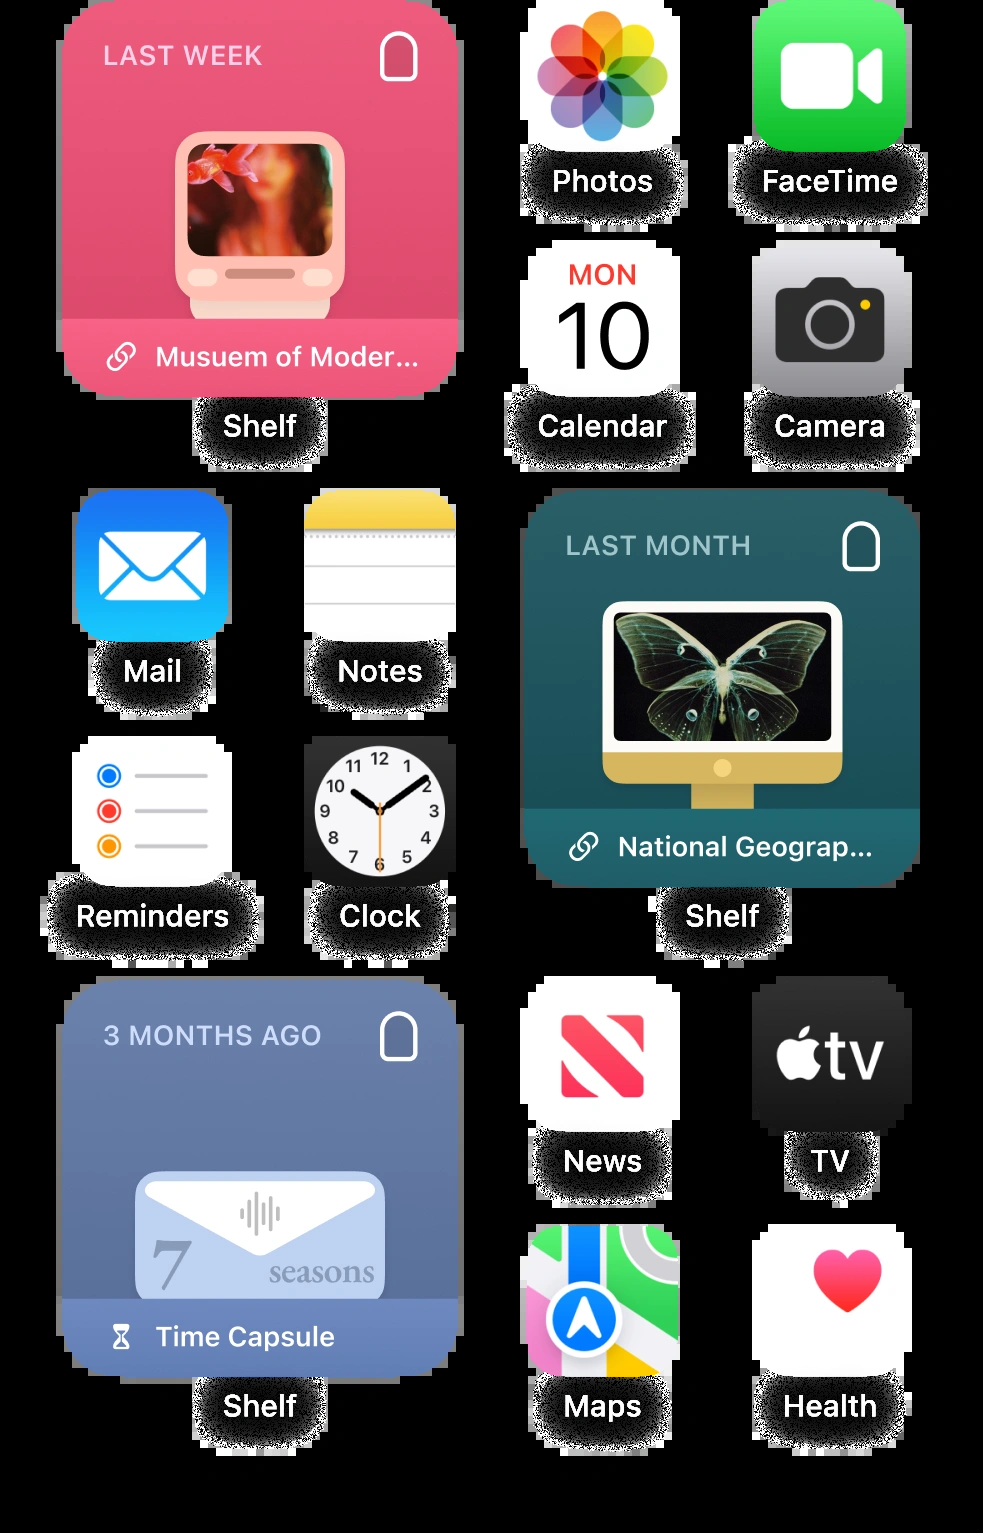 LAST WEEK
Musuem of Moder...
Shelf
Photos
FaceTime
MON
10
Calendar
Camera
Mail
Notes
LAST MONTH
National Geograp...
Shelf
Reminders
12
1
2
3
4
5
6
7
8
9
10
11
Clock
3 MONTHS AGO
7
seasons
Time Capsule
Shelf
News
tv
TV
Maps
Health